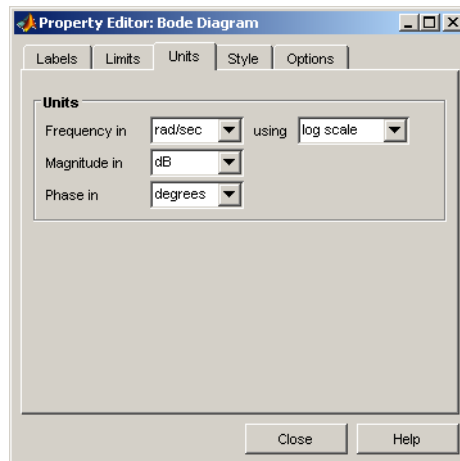 Property Editor: Bode Diagram
Labels Limits Units Style Options
Units
Frequency in rad/sec using log scale
Magnitude in dB
Phase in degrees
Close Help